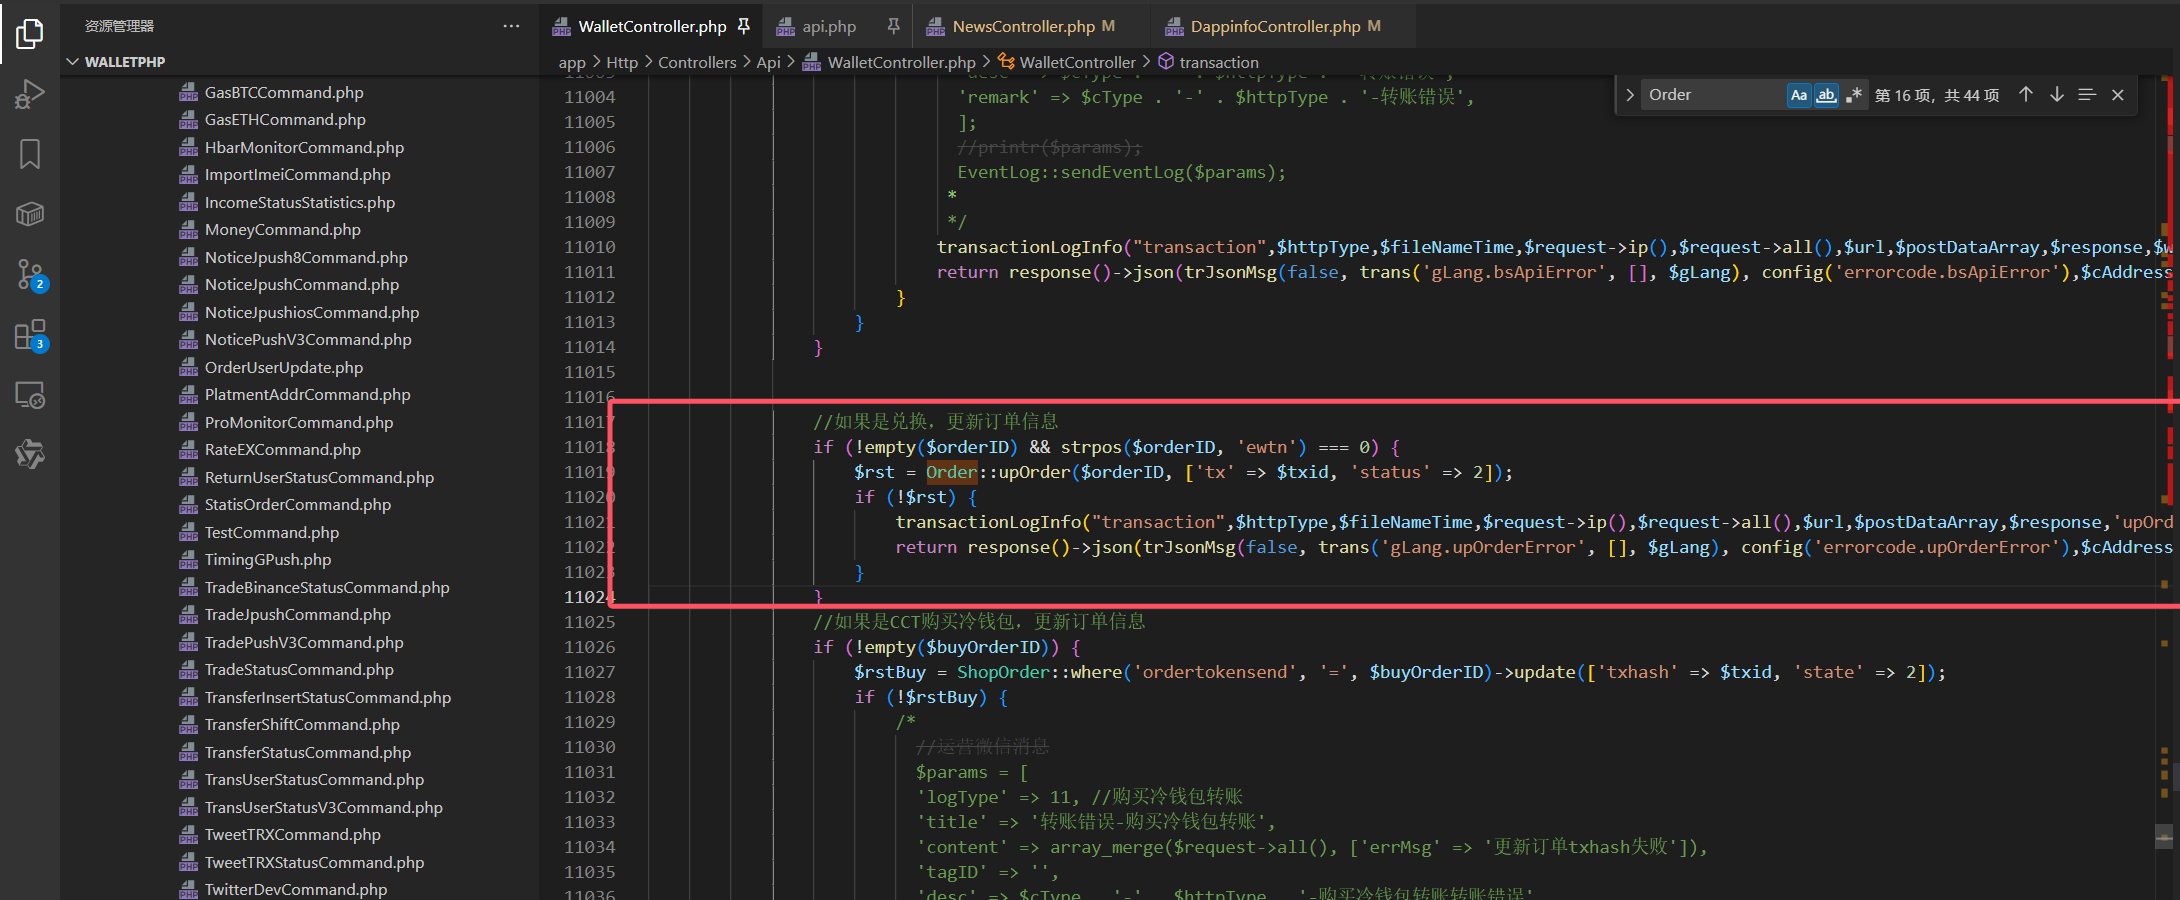 资源管理器
WalletController.php
api.php
NewsController.php M
DappinfoController.php M
WALLETPHP
app > Http > Controllers > Api > WalletController.php > WalletController > transaction
Order
Aa
ab
.*
第 16 项，共 44 项
2
3
GasBTCCommand.php
GasETHCommand.php
HbarMonitorCommand.php
ImportImeiCommand.php
IncomeStatusStatistics.php
MoneyCommand.php
NoticeJpush8Command.php
NoticeJpushCommand.php
NoticeJpushiosCommand.php
NoticePushV3Command.php
OrderUserUpdate.php
PlatmentAddrCommand.php
ProMonitorCommand.php
RateEXCommand.php
ReturnUserStatusCommand.php
StatisOrderCommand.php
TestCommand.php
TimingGPush.php
TradeBinanceStatusCommand.php
TradeJpushCommand.php
TradePushV3Command.php
TradeStatusCommand.php
TransferInsertStatusCommand.php
TransferShiftCommand.php
TransferStatusCommand.php
TransUserStatusCommand.php
TransUserStatusV3Command.php
TweetTRXCommand.php
TweetTRXStatusCommand.php
TwitterDevCommand.php
11004 'remark' => $cType . '-' . $httpType . '-转账错误',
11005 ];
11006 //printr($params);
11007 EventLog::sendEventLog($params);
11008 *
11009 */
11010 transactionLogInfo("transaction",$httpType,$fileNameTime,$request->ip(),$request->all(),$url,$postDataArray,$response,$w
11011 return response()->json(trJsonMsg(false, trans('gLang.bsApiError', [], $gLang), config('errorcode.bsApiError'),$cAddress
11012 }
11013 }
11014 }
11015
11016
11017 //如果是兑换，更新订单信息
11018 if (!empty($orderID) && strpos($orderID, 'ewtn') === 0) {
11019 $rst = Order::upOrder($orderID, ['tx' => $txid, 'status' => 2]);
11020 if (!$rst) {
11021 transactionLogInfo("transaction",$httpType,$fileNameTime,$request->ip(),$request->all(),$url,$postDataArray,$response,'upOrd
11022 return response()->json(trJsonMsg(false, trans('gLang.upOrderError', [], $gLang), config('errorcode.upOrderError'),$cAddress
11023 }
11024 }
11025 //如果是CCT购买冷钱包，更新订单信息
11026 if (!empty($buyOrderID)) {
11027 $rstBuy = ShopOrder::where('ordertokensend', '=', $buyOrderID)->update(['txhash' => $txid, 'state' => 2]);
11028 if (!$rstBuy) {
11029 /*
11030 //运营微信消息
11031 $params = [
11032 'logType' => 11, //购买冷钱包转账
11033 'title' => '转账错误-购买冷钱包转账',
11034 'content' => array_merge($request->all(), ['errMsg' => '更新订单txhash失败']),
11035 'tagID' => '',
11036 'desc' => $cType . '-' . $httpType . '-购买冷钱包转账转账错误'